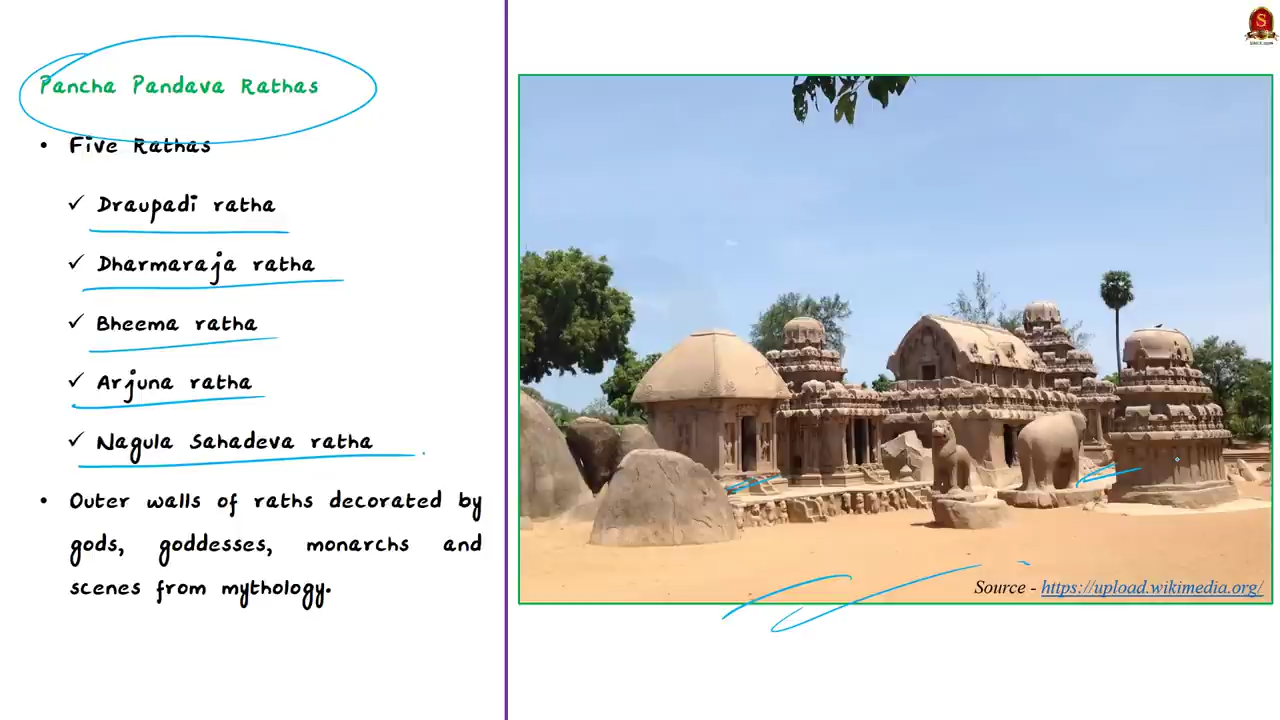 Pancha Pandava Rathas
• Five Rathas
✓ Draupadi ratha
✓ Dharmaraja ratha
✓ Bheema ratha
✓ Arjuna ratha
✓ Nagula Sahadeva ratha
• Outer walls of raths decorated by
gods, goddesses, monarchs and
scenes from mythology.
S
Source - https://upload.wikimedia.org/